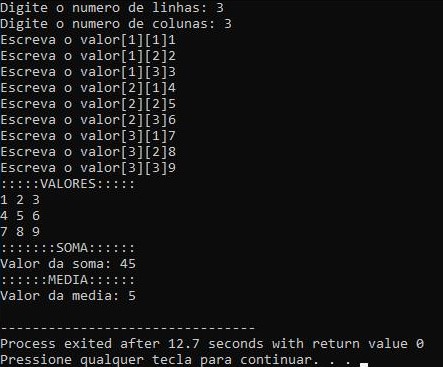 Digite o numero de linhas: 3
Digite o numero de colunas: 3
Escreva o valor[1][1]1
Escreva o valor[1][2]2
Escreva o valor[1][3]3
Escreva o valor[2][1]4
Escreva o valor[2][2]5
Escreva o valor[2][3]6
Escreva o valor[3][1]7
Escreva o valor[3][2]8
Escreva o valor[3][3]9
:::::VALORES:::::
1 2 3
4 5 6
7 8 9
:::::::SOMA::::::
Valor da soma: 45
::::::MEDIA::::::
Valor da media: 5

--------------------------------
Process exited after 12.7 seconds with return value 0
Pressione qualquer tecla para continuar. . .